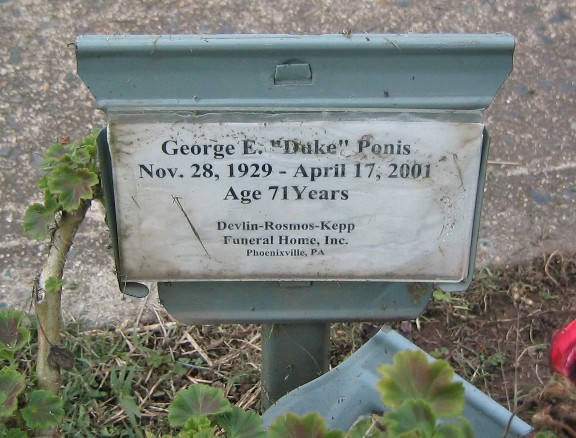 George E. "Duke" Ponis
Nov. 28, 1929 - April 17, 2001
Age 71Years
Devlin-Rosmos-Kepp
Funeral Home, Inc.
Phoenixville, PA